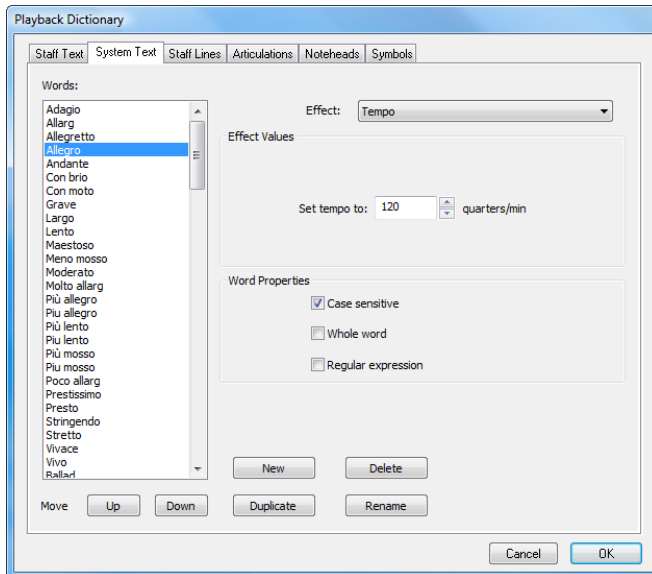 Playback Dictionary
Staff Text System Text Staff Lines Articulations Noteheads Symbols
Words:
Adagio
Allarg
Allegretto
Allegro
Andante
Con brio
Con moto
Grave
Largo
Lento
Maestoso
Meno mosso
Moderato
Molto allarg
Più allegro
Piu allegro
Più lento
Piu lento
Più mosso
Piu mosso
Poco allarg
Prestissimo
Presto
Stringendo
Stretto
Vivace
Vivo
Ballad
Effect: Tempo
Effect Values
Set tempo to: 120 quarters/min
Word Properties
Case sensitive
Whole word
Regular expression
New Delete
Move Up Down Duplicate Rename
Cancel OK